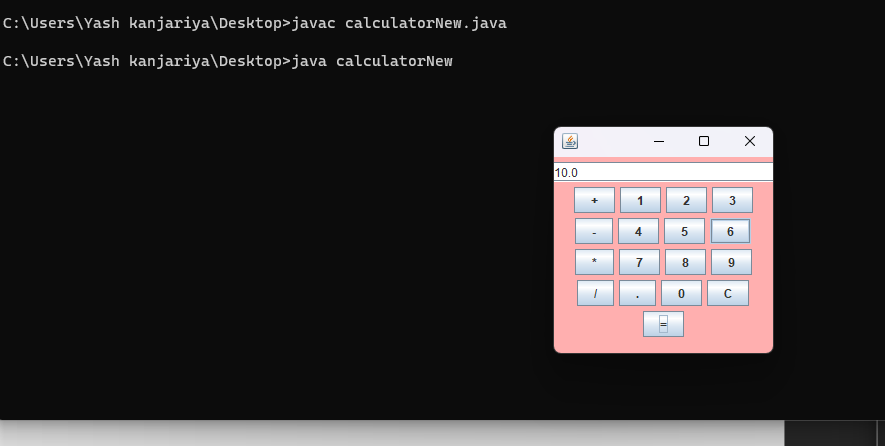 C:\Users\Yash kanjariya\Desktop>javac calculatorNew.java
C:\Users\Yash kanjariya\Desktop>java calculatorNew
10.0
+ 1 2 3
- 4 5 6
* 7 8 9
/ . 0 C
=